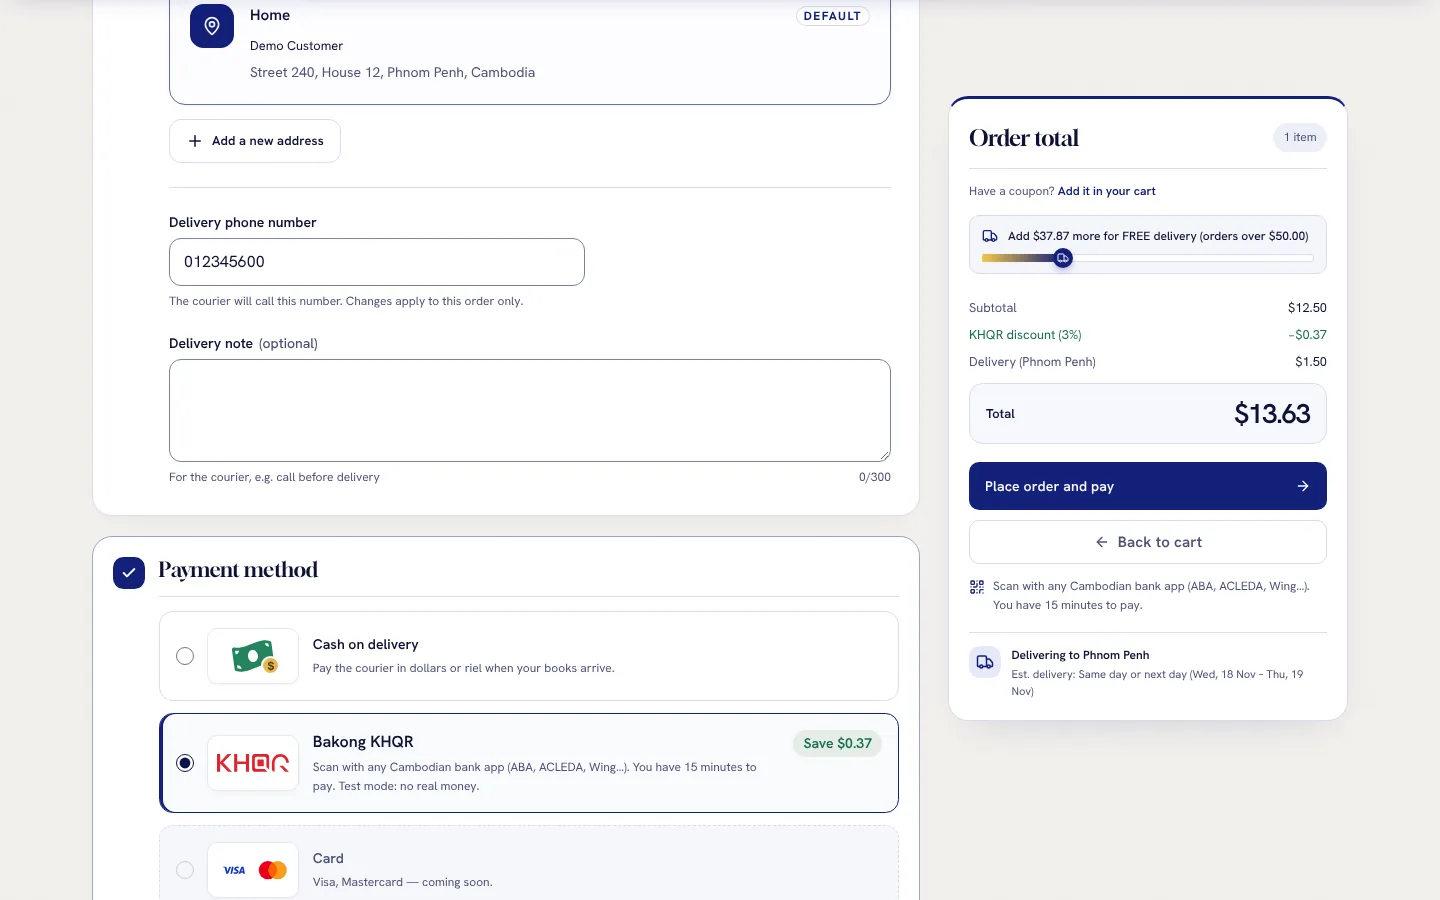 Home
DEFAULT
Demo Customer
Street 240, House 12, Phnom Penh, Cambodia
Add a new address
Delivery phone number
012345600
The courier will call this number. Changes apply to this order only.
Delivery note (optional)
For the courier, e.g. call before delivery
0/300
Payment method
$
Cash on delivery
Pay the courier in dollars or riel when your books arrive.
KHQR
Bakong KHQR
Save $0.37
Scan with any Cambodian bank app (ABA, ACLEDA, Wing...). You have 15 minutes to
pay. Test mode: no real money.
VISA
Card
Visa, Mastercard — coming soon.
Order total
1 item
Have a coupon? Add it in your cart
Add $37.87 more for FREE delivery (orders over $50.00)
Subtotal
$12.50
KHQR discount (3%)
-$0.37
Delivery (Phnom Penh)
$1.50
Total
$13.63
Place order and pay
Back to cart
Scan with any Cambodian bank app (ABA, ACLEDA, Wing...).
You have 15 minutes to pay.
Delivering to Phnom Penh
Est. delivery: Same day or next day (Wed, 18 Nov – Thu, 19
Nov)